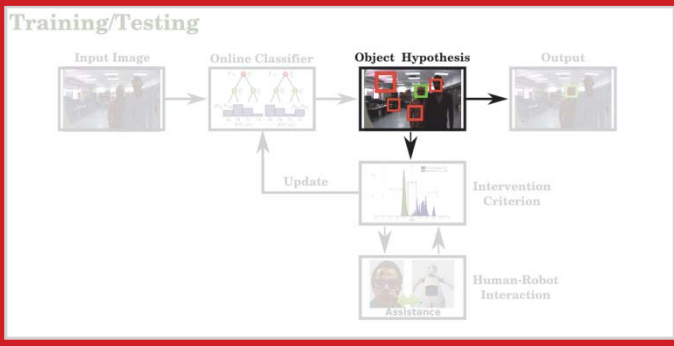 Training/Testing
Input Image
Online Classifier
Object Hypothesis
Output
Update
Intervention
Criterion
Human-Robot
Interaction
Assistance